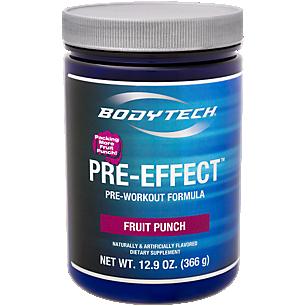 BODYTECH
Packing
More
Fruit
Punch!
PRE-EFFECT™
PRE-WORKOUT FORMULA
FRUIT PUNCH
NATURALLY & ARTIFICIALLY FLAVORED
DIETARY SUPPLEMENT
NET WT. 12.9 OZ. (366 g)